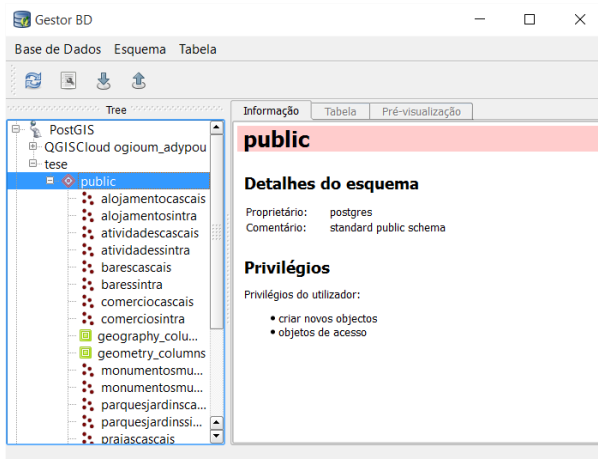 Gestor BD
Base de Dados Esquema Tabela
Tree
PostGIS
QGISCloud ogioum_adypou
tese
public
alojamentocascais
alojamentosintra
atividadescascais
atividadessintra
barescascais
baressintra
comerciocascais
comerciosintra
geography_colu...
geometry_columns
monumentosmu...
monumentosmu...
parquesjardinsca...
parquesjardinssi...
praiascascais
Informação Tabela Pré-visualização
public
Detalhes do esquema
Proprietário: postgres
Comentário: standard public schema
Privilégios
Privilégios do utilizador:
• criar novos objectos
• objetos de acesso